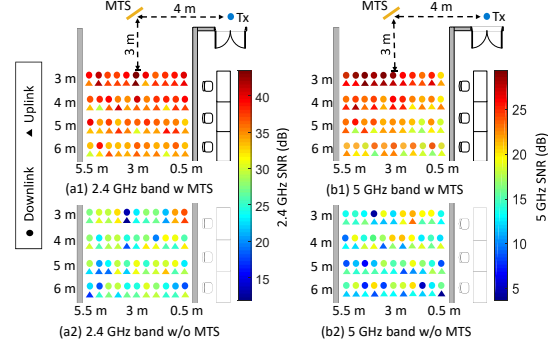 MTS
4 m
Tx
3 m
3 m
4 m
5 m
6 m
5.5 m
3 m
0.5 m
(a1) 2.4 GHz band w MTS
40
35
30
25
20
15
2.4 GHz SNR (dB)
MTS
4 m
Tx
3 m
3 m
4 m
5 m
6 m
5.5 m
3 m
0.5 m
(b1) 5 GHz band w MTS
25
20
15
10
5
5 GHz SNR (dB)
Uplink
Downlink
3 m
4 m
5 m
6 m
5.5 m
3 m
0.5 m
(a2) 2.4 GHz band w/o MTS
3 m
4 m
5 m
6 m
5.5 m
3 m
0.5 m
(b2) 5 GHz band w/o MTS